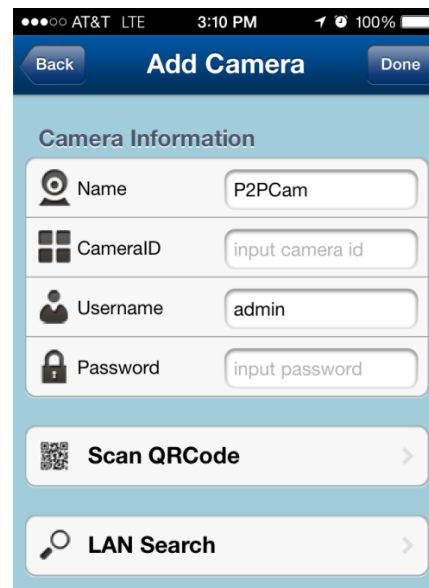 AT&T LTE 3:10 PM 100%
Back Add Camera Done
Camera Information
Name P2PCam
CameraID input camera id
Username admin
Password input password
Scan QRCode
LAN Search